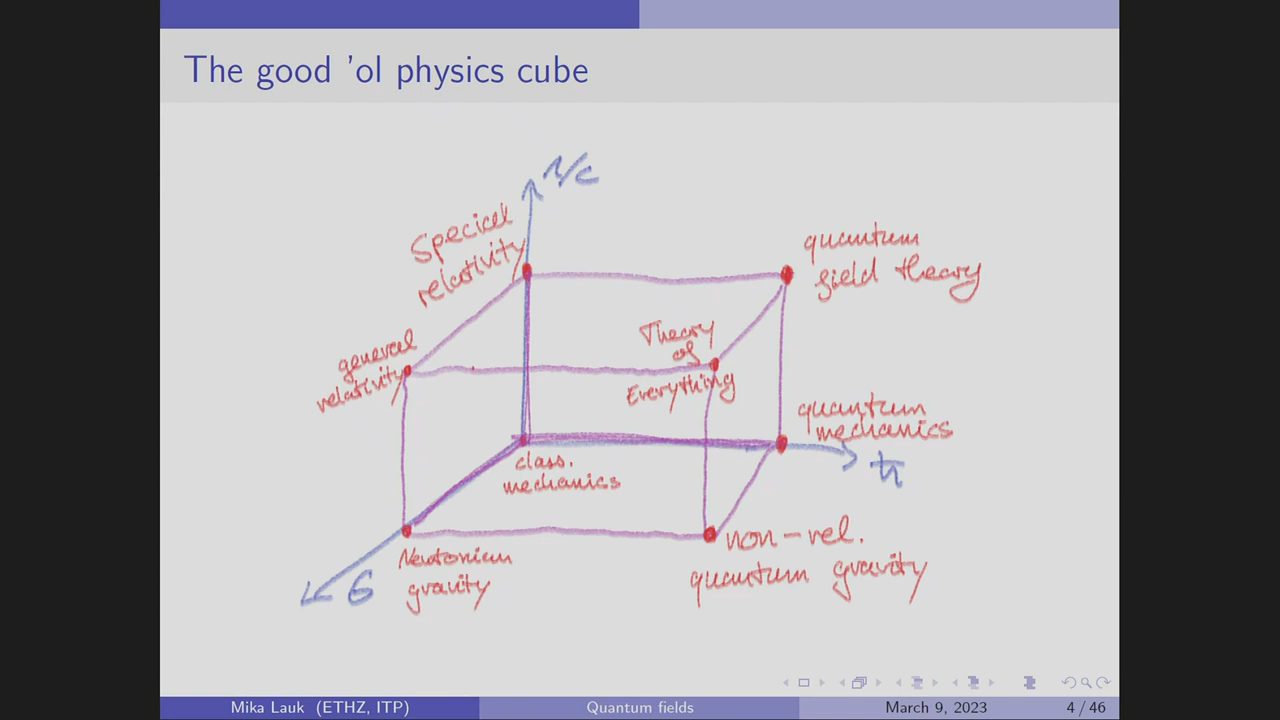 The good 'ol physics cube
1/c
Special
relativity
quantum
field theory
general
relativity
Theory
of
Everything
quantum
mechanics
ħ
class.
mechanics
Newtonian
gravity
non-rel.
quantum gravity
G
Mika Lauk (ETHZ, ITP)
Quantum fields
March 9, 2023
4 / 46